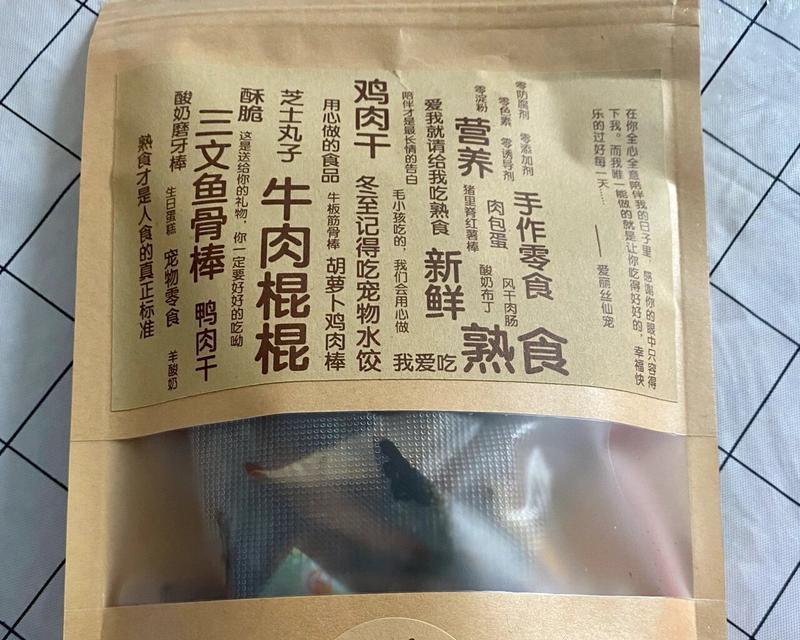 在你全心全意陪伴我的日子里，感谢你的眼中只容得
下我。而我唯一能做的就是让你吃得好好的，幸福快
乐的过好每一天……
——爱丽丝仙宠
零防腐剂 零添加剂
零色素 零诱导剂
零淀粉
手作零食
肉包蛋 风干肉肠
营养
猪里脊红薯棒 酸奶布丁
熟食
爱我就请给我吃熟食
新鲜
我爱吃
陪伴才是最长情的告白
毛小孩吃的，我们会用心做
鸡肉干
冬至记得吃宠物水饺
用心做的食品
牛板筋骨棒
胡萝卜鸡肉棒
芝士丸子
牛肉棍棍
酥脆
这是送给你的礼物，你一定要好好的吃呦
三文鱼骨棒
鸭肉干
酸奶磨牙棒
生日蛋糕
宠物零食
羊酸奶
熟食才是人食的真正标准